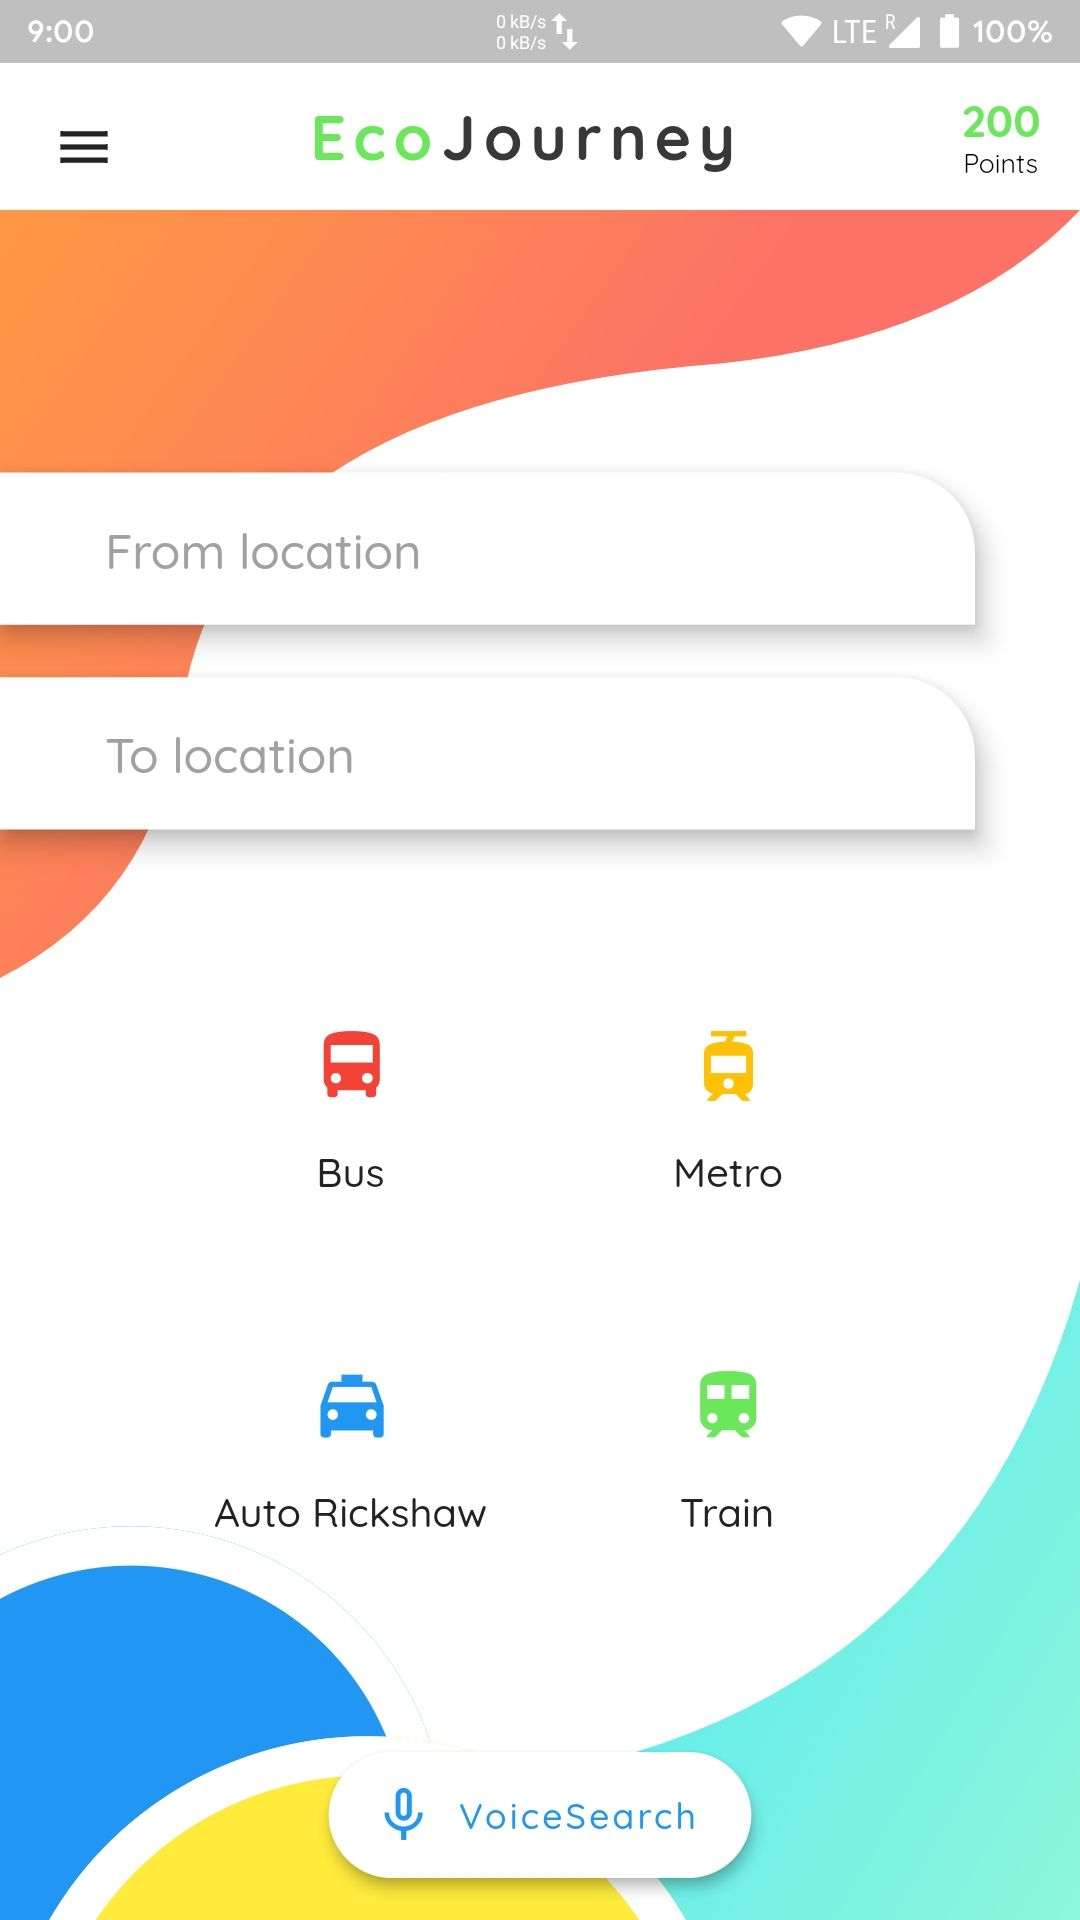 9:00
0 kB/s
0 kB/s
LTE R 100%
EcoJourney
200
Points
From location
To location
Bus
Metro
Auto Rickshaw
Train
VoiceSearch